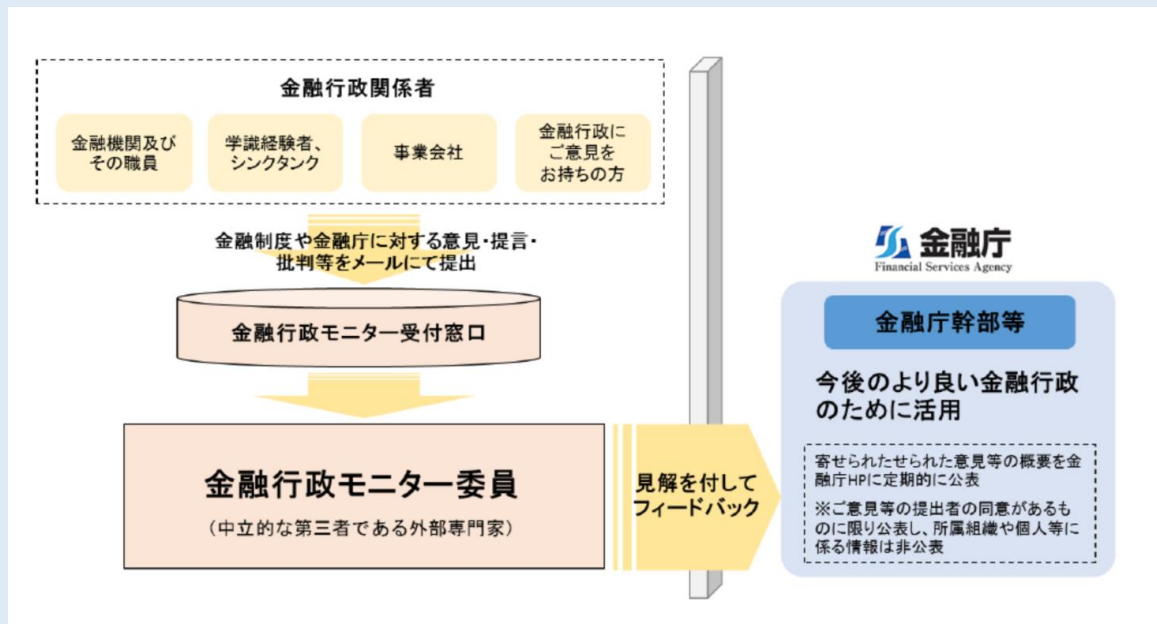 金融行政関係者
金融機関及び
その職員
学識経験者、
シンクタンク
事業会社
金融行政に
ご意見を
お持ちの方
金融制度や金融庁に対する意見・提言・
批判等をメールにて提出
金融行政モニター受付窓口
金融行政モニター委員
(中立的な第三者である外部専門家)
見解を付して
フィードバック
金融庁
Financial Services Agency
金融庁幹部等
今後のより良い金融行政
のために活用
寄せられたせられた意見等の概要を金
融庁HPに定期的に公表
※ご意見等の提出者の同意があるも
のに限り公表し、所属組織や個人等に
係る情報は非公表